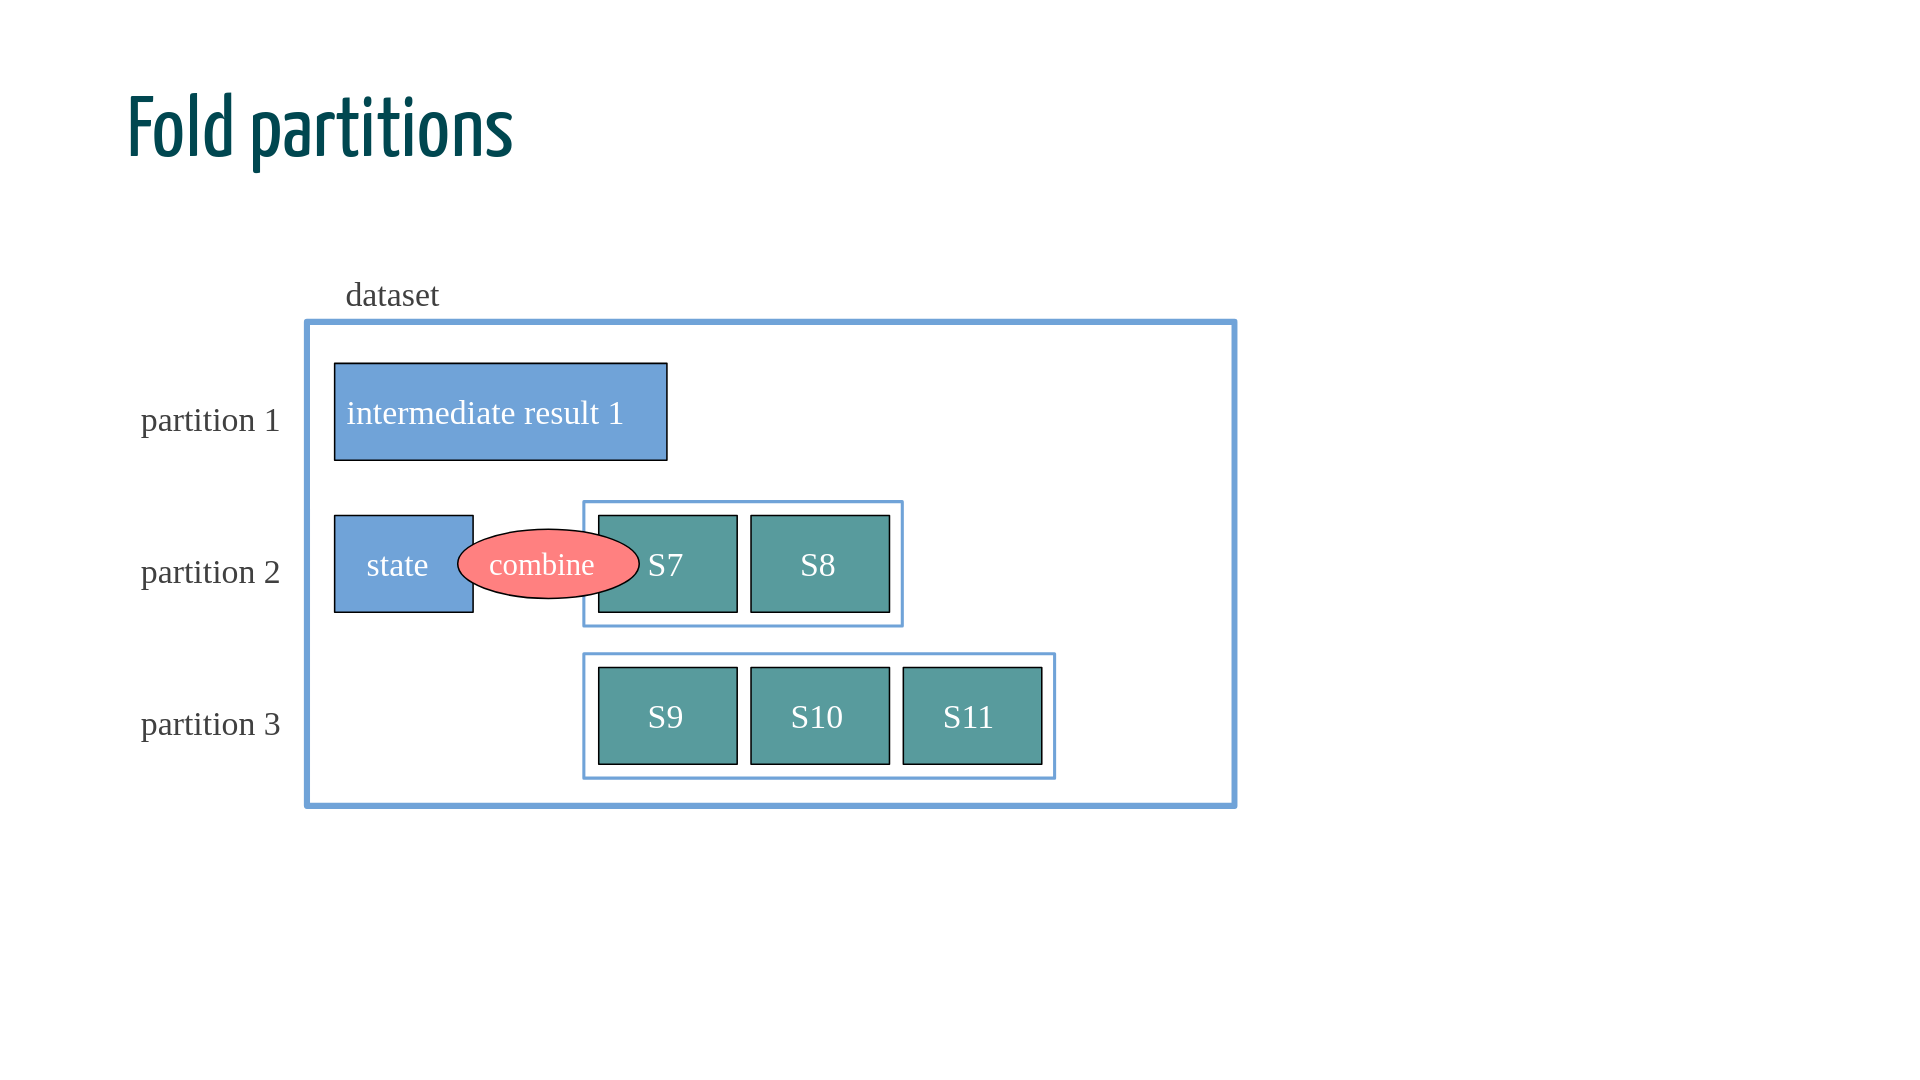 Fold partitions
dataset
partition 1
intermediate result 1
partition 2
state
combine
S7
S8
partition 3
S9
S10
S11